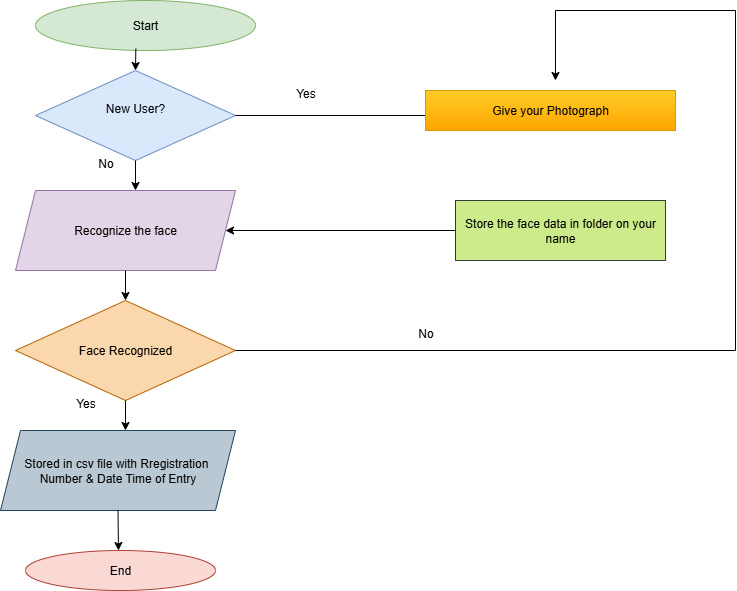 Start
New User?
Yes
Give your Photograph
No
Recognize the face
Store the face data in folder on your
name
No
Face Recognized
Yes
Stored in csv file with Rregistration
Number & Date Time of Entry
End